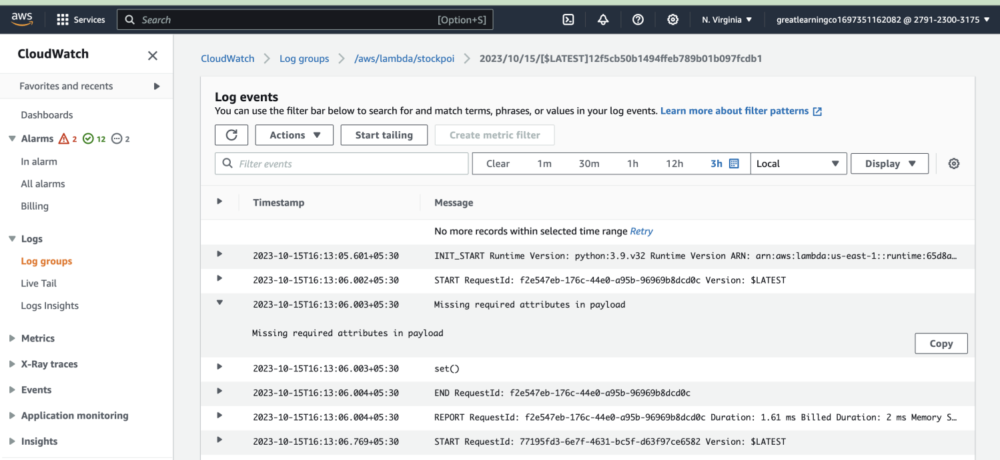 aws Services Search [Option+S] N. Virginia greatlearningco1697351162082 @ 2791-2300-3175
CloudWatch
Favorites and recents
Dashboards
Alarms 2 12 2
In alarm
All alarms
Billing
Logs
Log groups
Live Tail
Logs Insights
Metrics
X-Ray traces
Events
Application monitoring
Insights
CloudWatch Log groups /aws/lambda/stockpoi 2023/10/15/[$LATEST]12f5cb50b1494ffeb789b01b097fcdb1
Log events
You can use the filter bar below to search for and match terms, phrases, or values in your log events. Learn more about filter patterns
Actions Start tailing Create metric filter
Filter events Clear 1m 30m 1h 12h 3h Local Display
Timestamp Message
No more records within selected time range Retry
2023-10-15T16:13:05.601+05:30 INIT_START Runtime Version: python:3.9.v32 Runtime Version ARN: arn:aws:lambda:us-east-1::runtime:65d8a…
2023-10-15T16:13:06.002+05:30 START RequestId: f2e547eb-176c-44e0-a95b-96969b8dcd0c Version: $LATEST
2023-10-15T16:13:06.003+05:30 Missing required attributes in payload
Missing required attributes in payload
Copy
2023-10-15T16:13:06.003+05:30 set()
2023-10-15T16:13:06.004+05:30 END RequestId: f2e547eb-176c-44e0-a95b-96969b8dcd0c
2023-10-15T16:13:06.004+05:30 REPORT RequestId: f2e547eb-176c-44e0-a95b-96969b8dcd0c Duration: 1.61 ms Billed Duration: 2 ms Memory S…
2023-10-15T16:13:06.769+05:30 START RequestId: 77195fd3-6e7f-4631-bc5f-d63f97ce6582 Version: $LATEST